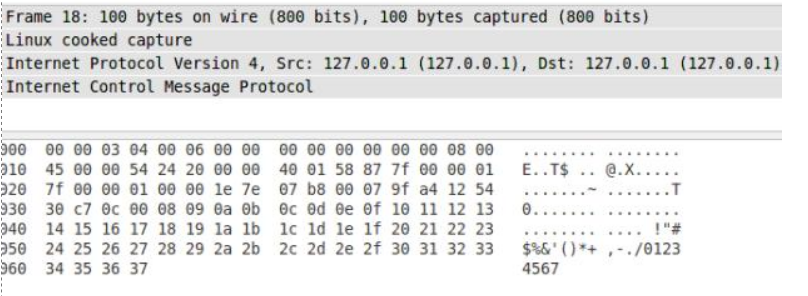 Frame 18: 100 bytes on wire (800 bits), 100 bytes captured (800 bits)
Linux cooked capture
Internet Protocol Version 4, Src: 127.0.0.1 (127.0.0.1), Dst: 127.0.0.1 (127.0.0.1)
Internet Control Message Protocol
000 00 00 03 04 00 06 00 00 00 00 00 00 00 00 08 00 ........ ........
010 45 00 00 54 24 20 00 00 40 01 58 87 7f 00 00 01 E..T$ .. @.X.....
020 7f 00 00 01 00 00 1e 7e 07 b8 00 07 9f a4 12 54 .......~ .......T
030 30 c7 0c 00 08 09 0a 0b 0c 0d 0e 0f 10 11 12 13 0....... ........
040 14 15 16 17 18 19 1a 1b 1c 1d 1e 1f 20 21 22 23 ........ .... !"#
050 24 25 26 27 28 29 2a 2b 2c 2d 2e 2f 30 31 32 33 $%&'()*+ ,-./0123
060 34 35 36 37 4567